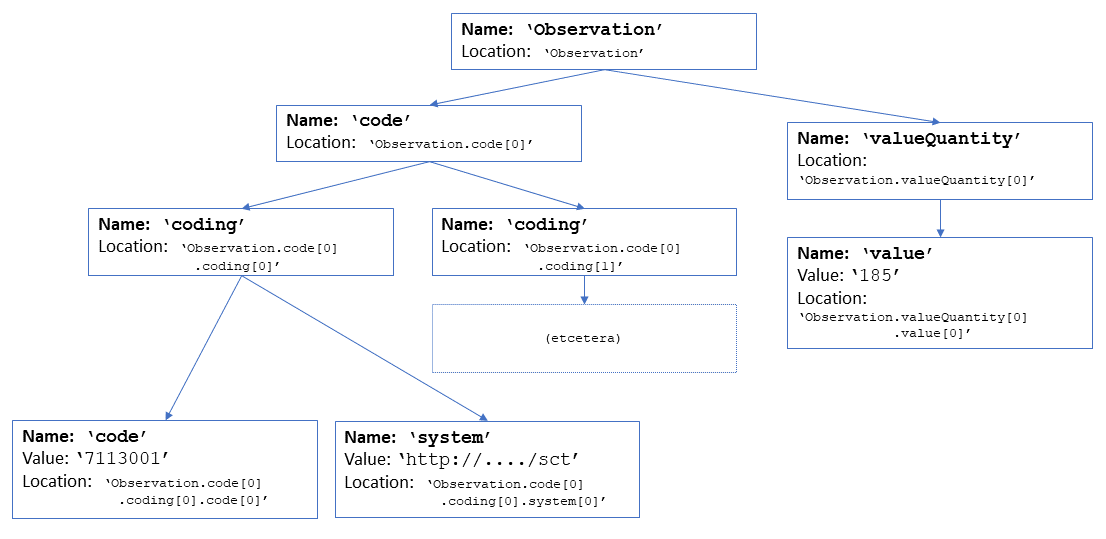 Name: ‘Observation’
Location: ‘Observation’
Name: ‘code’
Location: ‘Observation.code[0]’
Name: ‘valueQuantity’
Location:
‘Observation.valueQuantity[0]’
Name: ‘coding’
Location: ‘Observation.code[0]
.coding[0]’
Name: ‘coding’
Location: ‘Observation.code[0]
.coding[1]’
Name: ‘value’
Value: ‘185’
Location:
‘Observation.valueQuantity[0]
.value[0]’
(etcetera)
Name: ‘code’
Value: ‘7113001’
Location: ‘Observation.code[0]
.coding[0].code[0]’
Name: ‘system’
Value: ‘http://..../sct’
Location: ‘Observation.code[0]
.coding[0].system[0]’